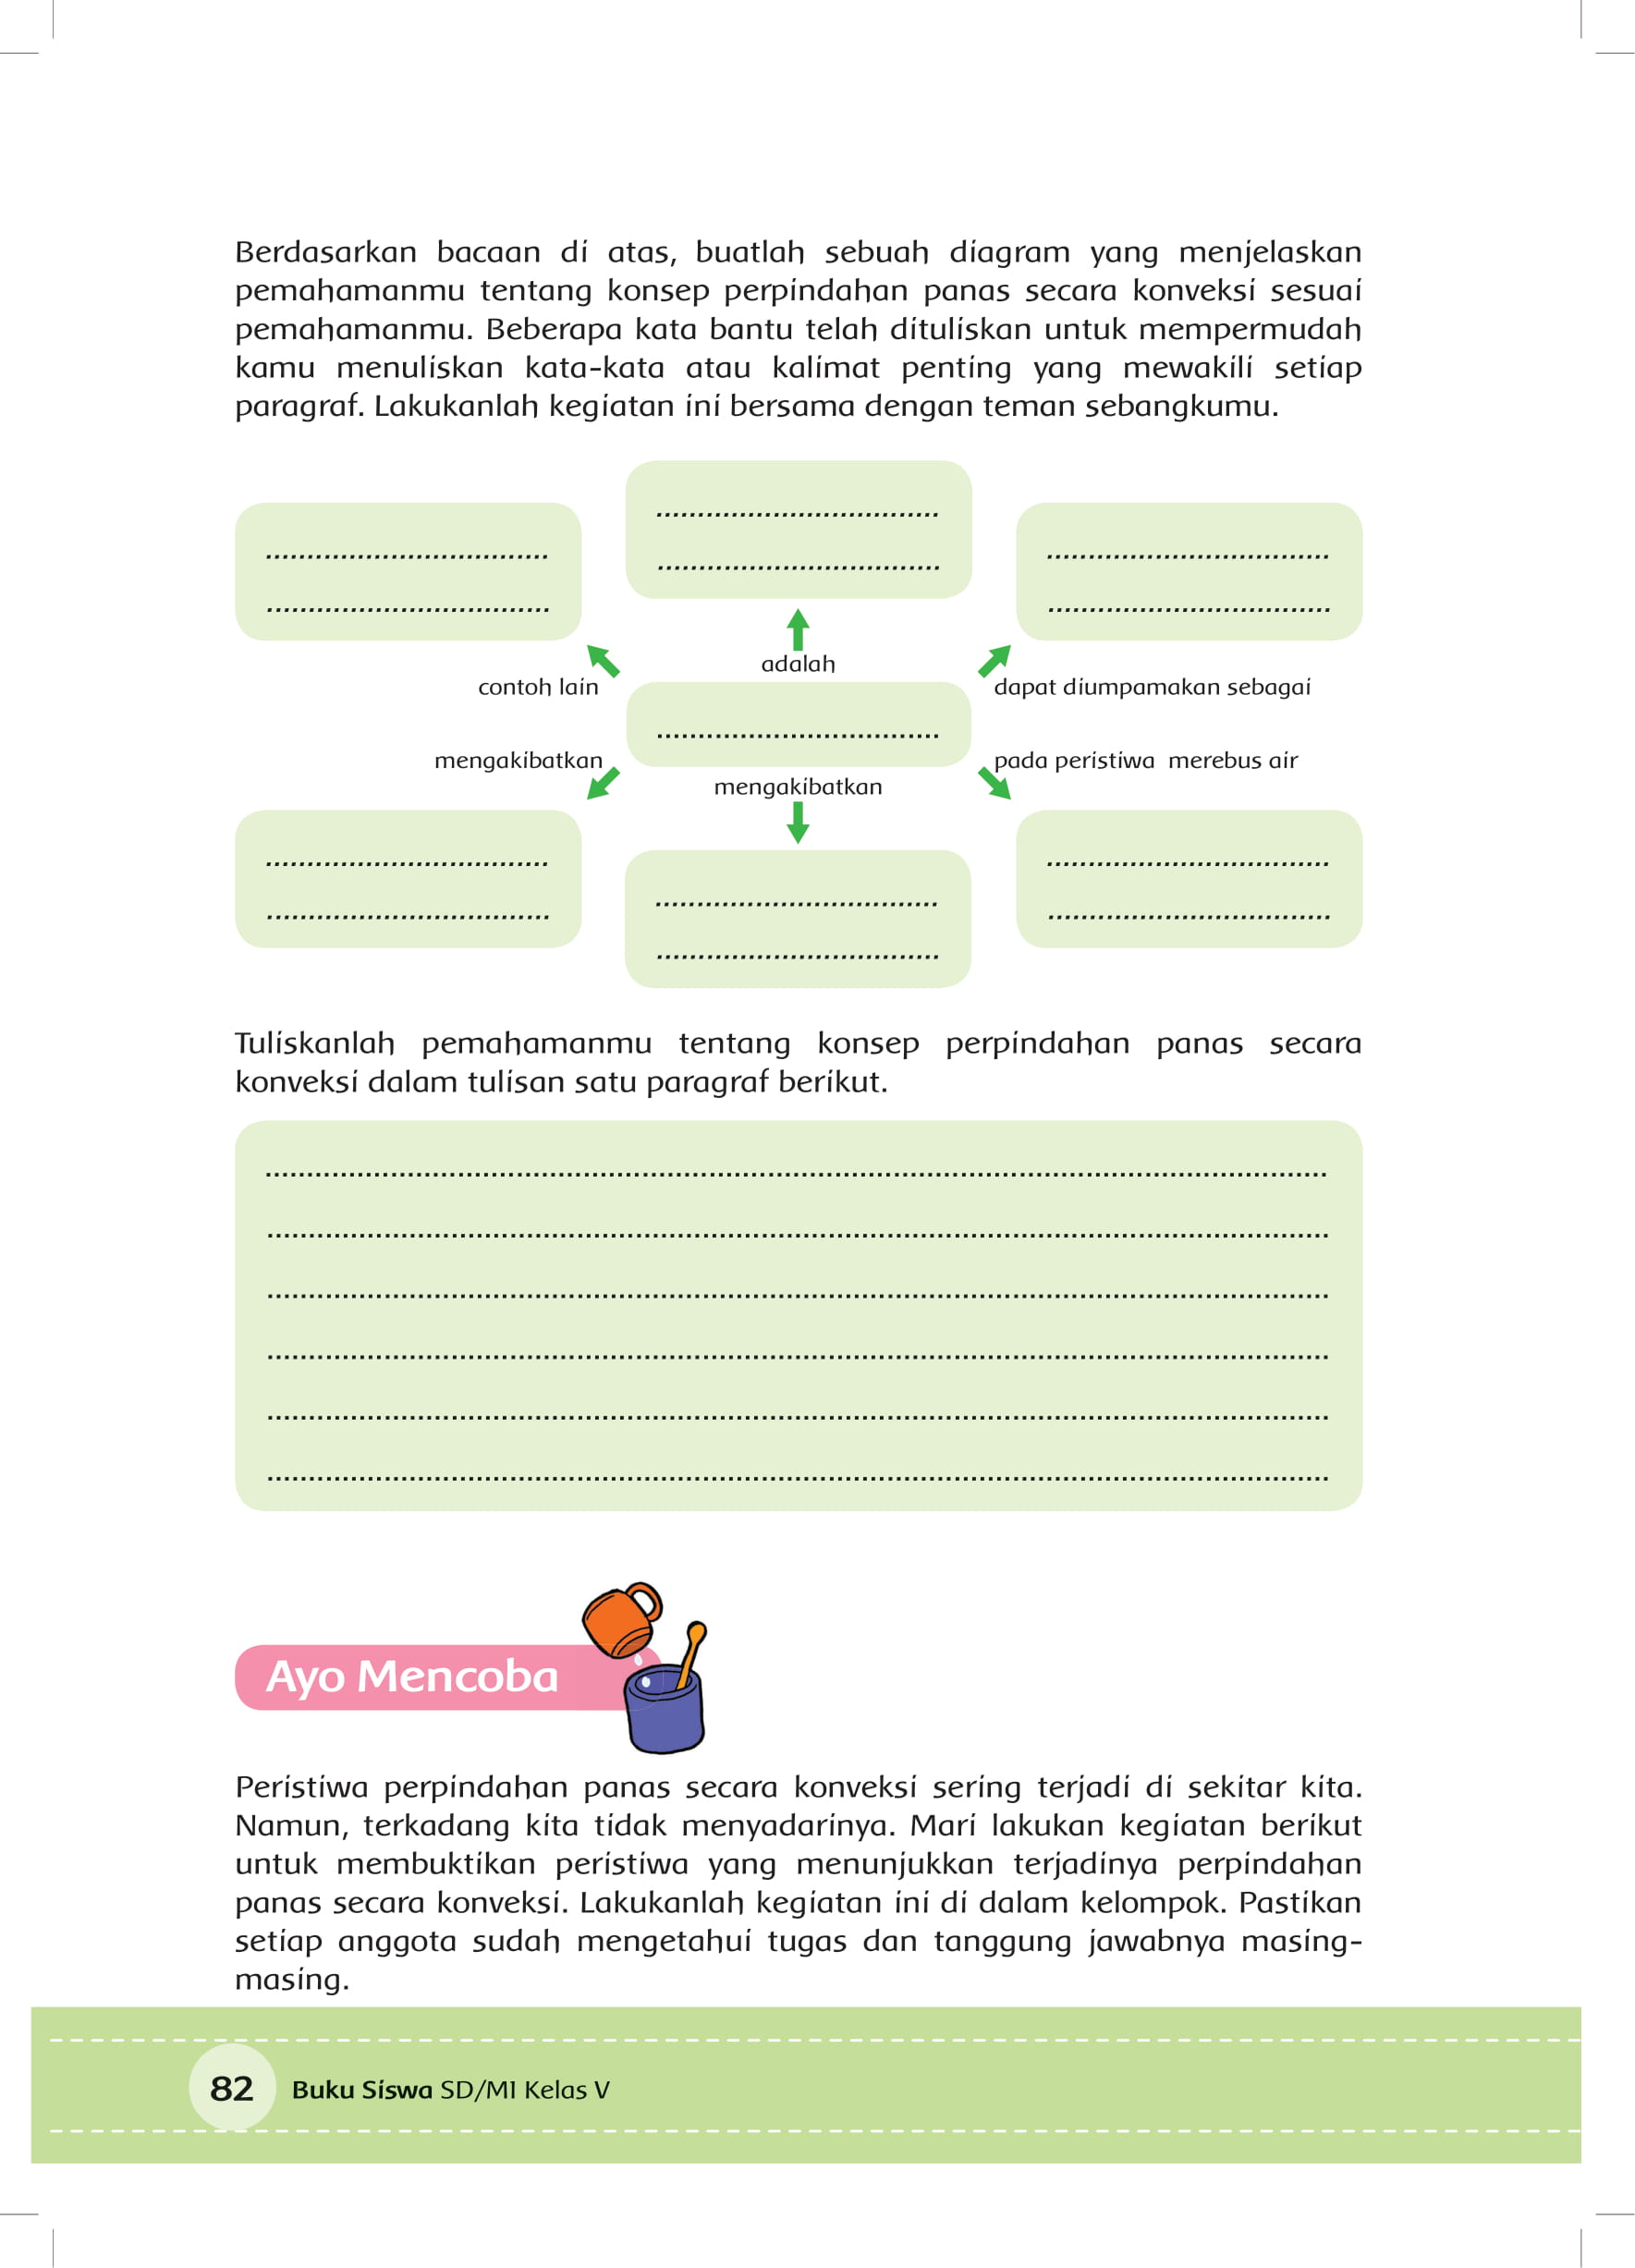 Berdasarkan bacaan di atas, buatlah sebuah diagram yang menjelaskan
pemahamanmu tentang konsep perpindahan panas secara konveksi sesuai
pemahamanmu. Beberapa kata bantu telah dituliskan untuk mempermudah
kamu menuliskan kata-kata atau kalimat penting yang mewakili setiap
paragraf. Lakukanlah kegiatan ini bersama dengan teman sebangkumu.
adalah
contoh lain
dapat diumpamakan sebagai
mengakibatkan
pada peristiwa merebus air
mengakibatkan
Tuliskanlah pemahamanmu tentang konsep perpindahan panas secara
konveksi dalam tulisan satu paragraf berikut.
Ayo Mencoba
Peristiwa perpindahan panas secara konveksi sering terjadi di sekitar kita.
Namun, terkadang kita tidak menyadarinya. Mari lakukan kegiatan berikut
untuk membuktikan peristiwa yang menunjukkan terjadinya perpindahan
panas secara konveksi. Lakukanlah kegiatan ini di dalam kelompok. Pastikan
setiap anggota sudah mengetahui tugas dan tanggung jawabnya masing-
masing.
82 Buku Siswa SD/MI Kelas V